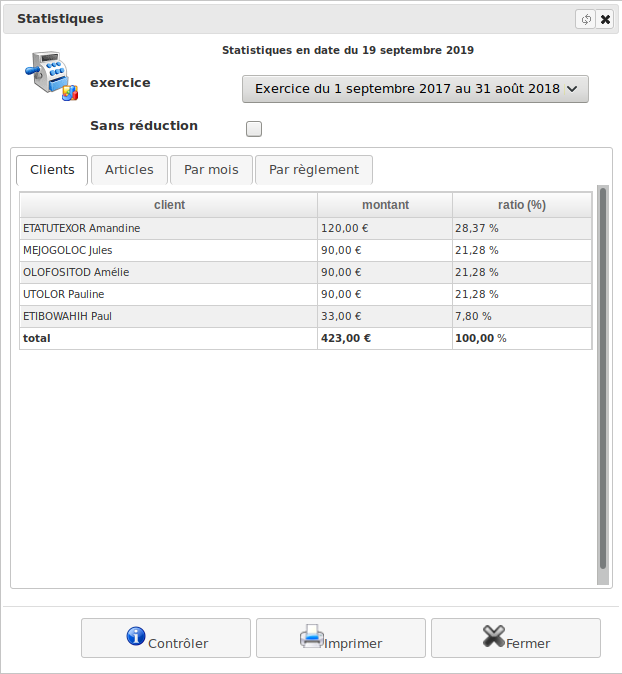 Statistiques
Statistiques en date du 19 septembre 2019
exercice
Exercice du 1 septembre 2017 au 31 août 2018
Sans réduction
Clients Articles Par mois Par règlement
client montant ratio (%)
ETATUTEXOR Amandine 120,00 € 28,37 %
MEJOGOLOC Jules 90,00 € 21,28 %
OLOFOSITOD Amélie 90,00 € 21,28 %
UTOLOR Pauline 90,00 € 21,28 %
ETIBOWAHIH Paul 33,00 € 7,80 %
total 423,00 € 100,00 %
Contrôler Imprimer Fermer